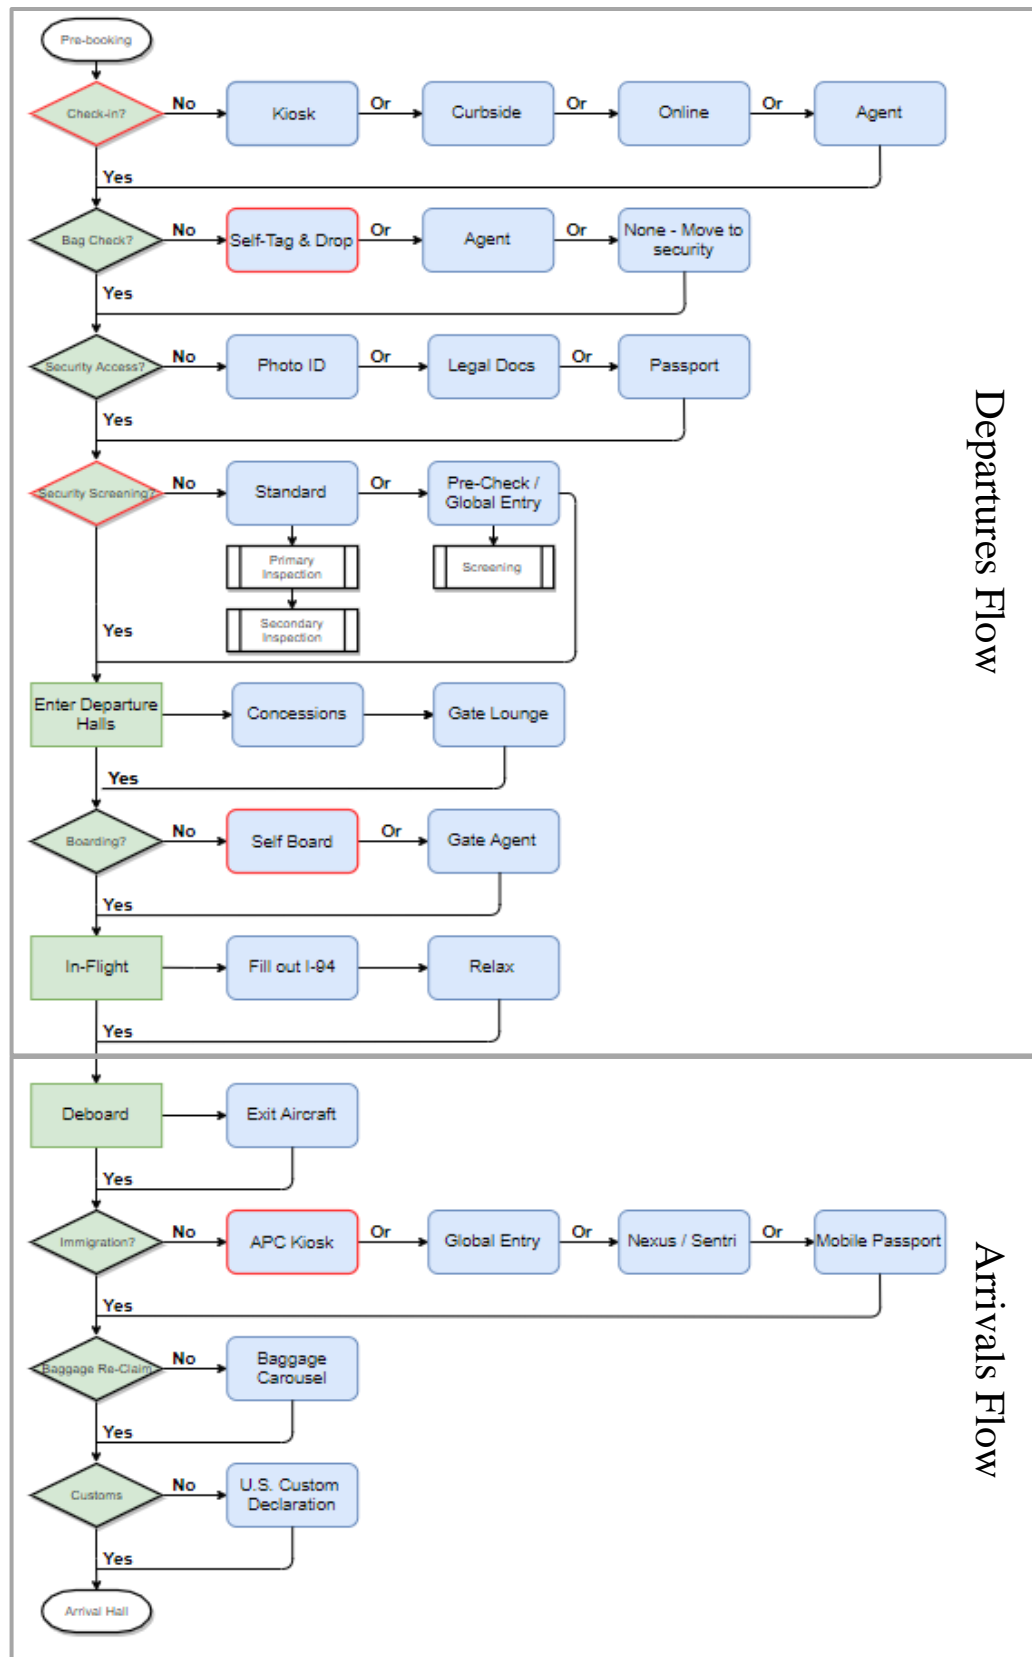 Pre-booking
Check-in?
No
Kiosk
Or
Curbside
Or
Online
Or
Agent
Yes
Bag Check?
No
Self-Tag & Drop
Or
Agent
Or
None - Move to
security
Yes
Security Access?
No
Photo ID
Or
Legal Docs
Or
Passport
Yes
Security Screening?
No
Standard
Or
Pre-Check /
Global Entry
Primary
Inspection
Screening
Secondary
Inspection
Yes
Enter Departure
Halls
Concessions
Gate Lounge
Yes
Boarding?
No
Self Board
Or
Gate Agent
Yes
In-Flight
Fill out I-94
Relax
Yes
Departures Flow
Deboard
Exit Aircraft
Yes
Immigration?
No
APC Kiosk
Or
Global Entry
Or
Nexus / Sentri
Or
Mobile Passport
Yes
Baggage Re-Claim
No
Baggage
Carousel
Yes
Customs
No
U.S. Custom
Declaration
Yes
Arrival Hall
Arrivals Flow